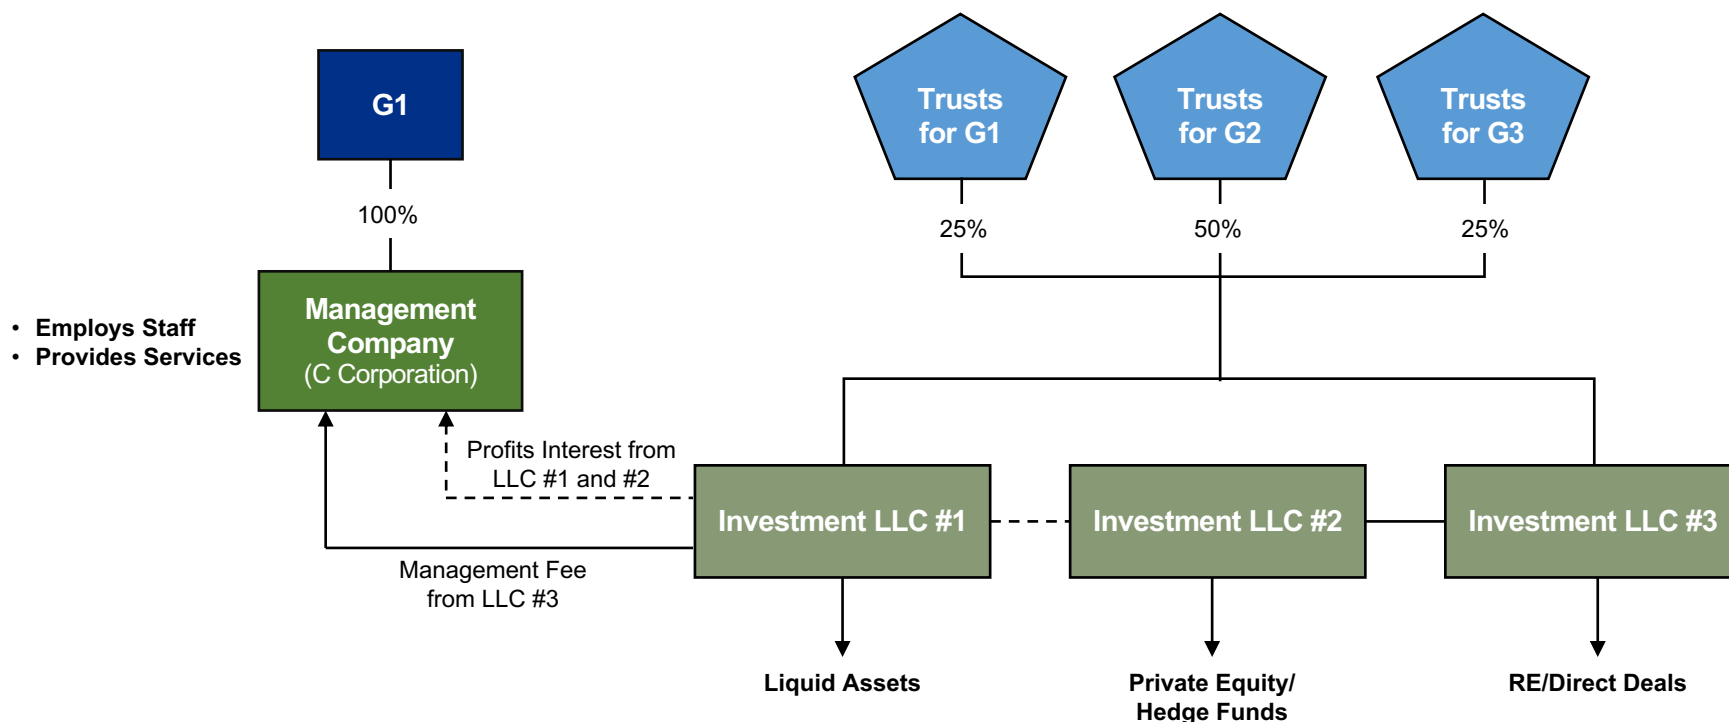 G1
Trusts
for G1
Trusts
for G2
Trusts
for G3
100%
25%
50%
25%
• Employs Staff
• Provides Services
Management
Company
(C Corporation)
Profits Interest from
LLC #1 and #2
Management Fee
from LLC #3
Investment LLC #1
Investment LLC #2
Investment LLC #3
Liquid Assets
Private Equity/
Hedge Funds
RE/Direct Deals